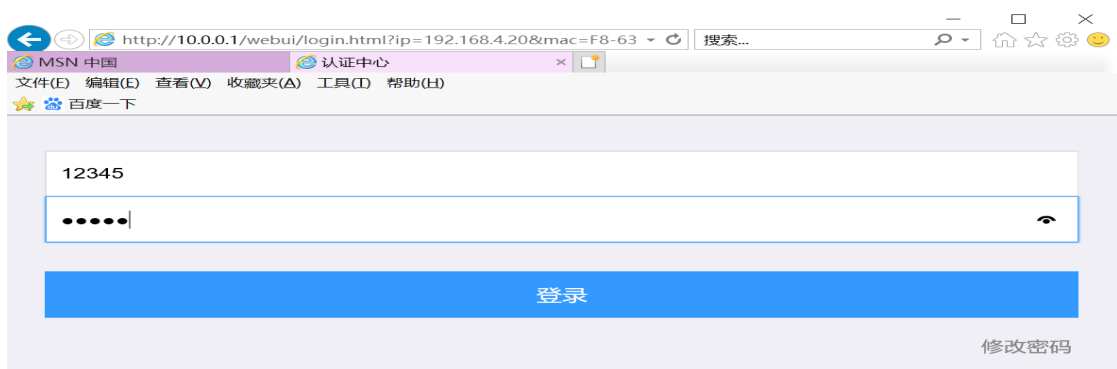 http://10.0.0.1/webui/login.html?ip=192.168.4.20&mac=F8-63 搜索...
MSN 中国 认证中心
文件(F) 编辑(E) 查看(V) 收藏夹(A) 工具(T) 帮助(H)
百度一下
12345
•••••
登录
修改密码